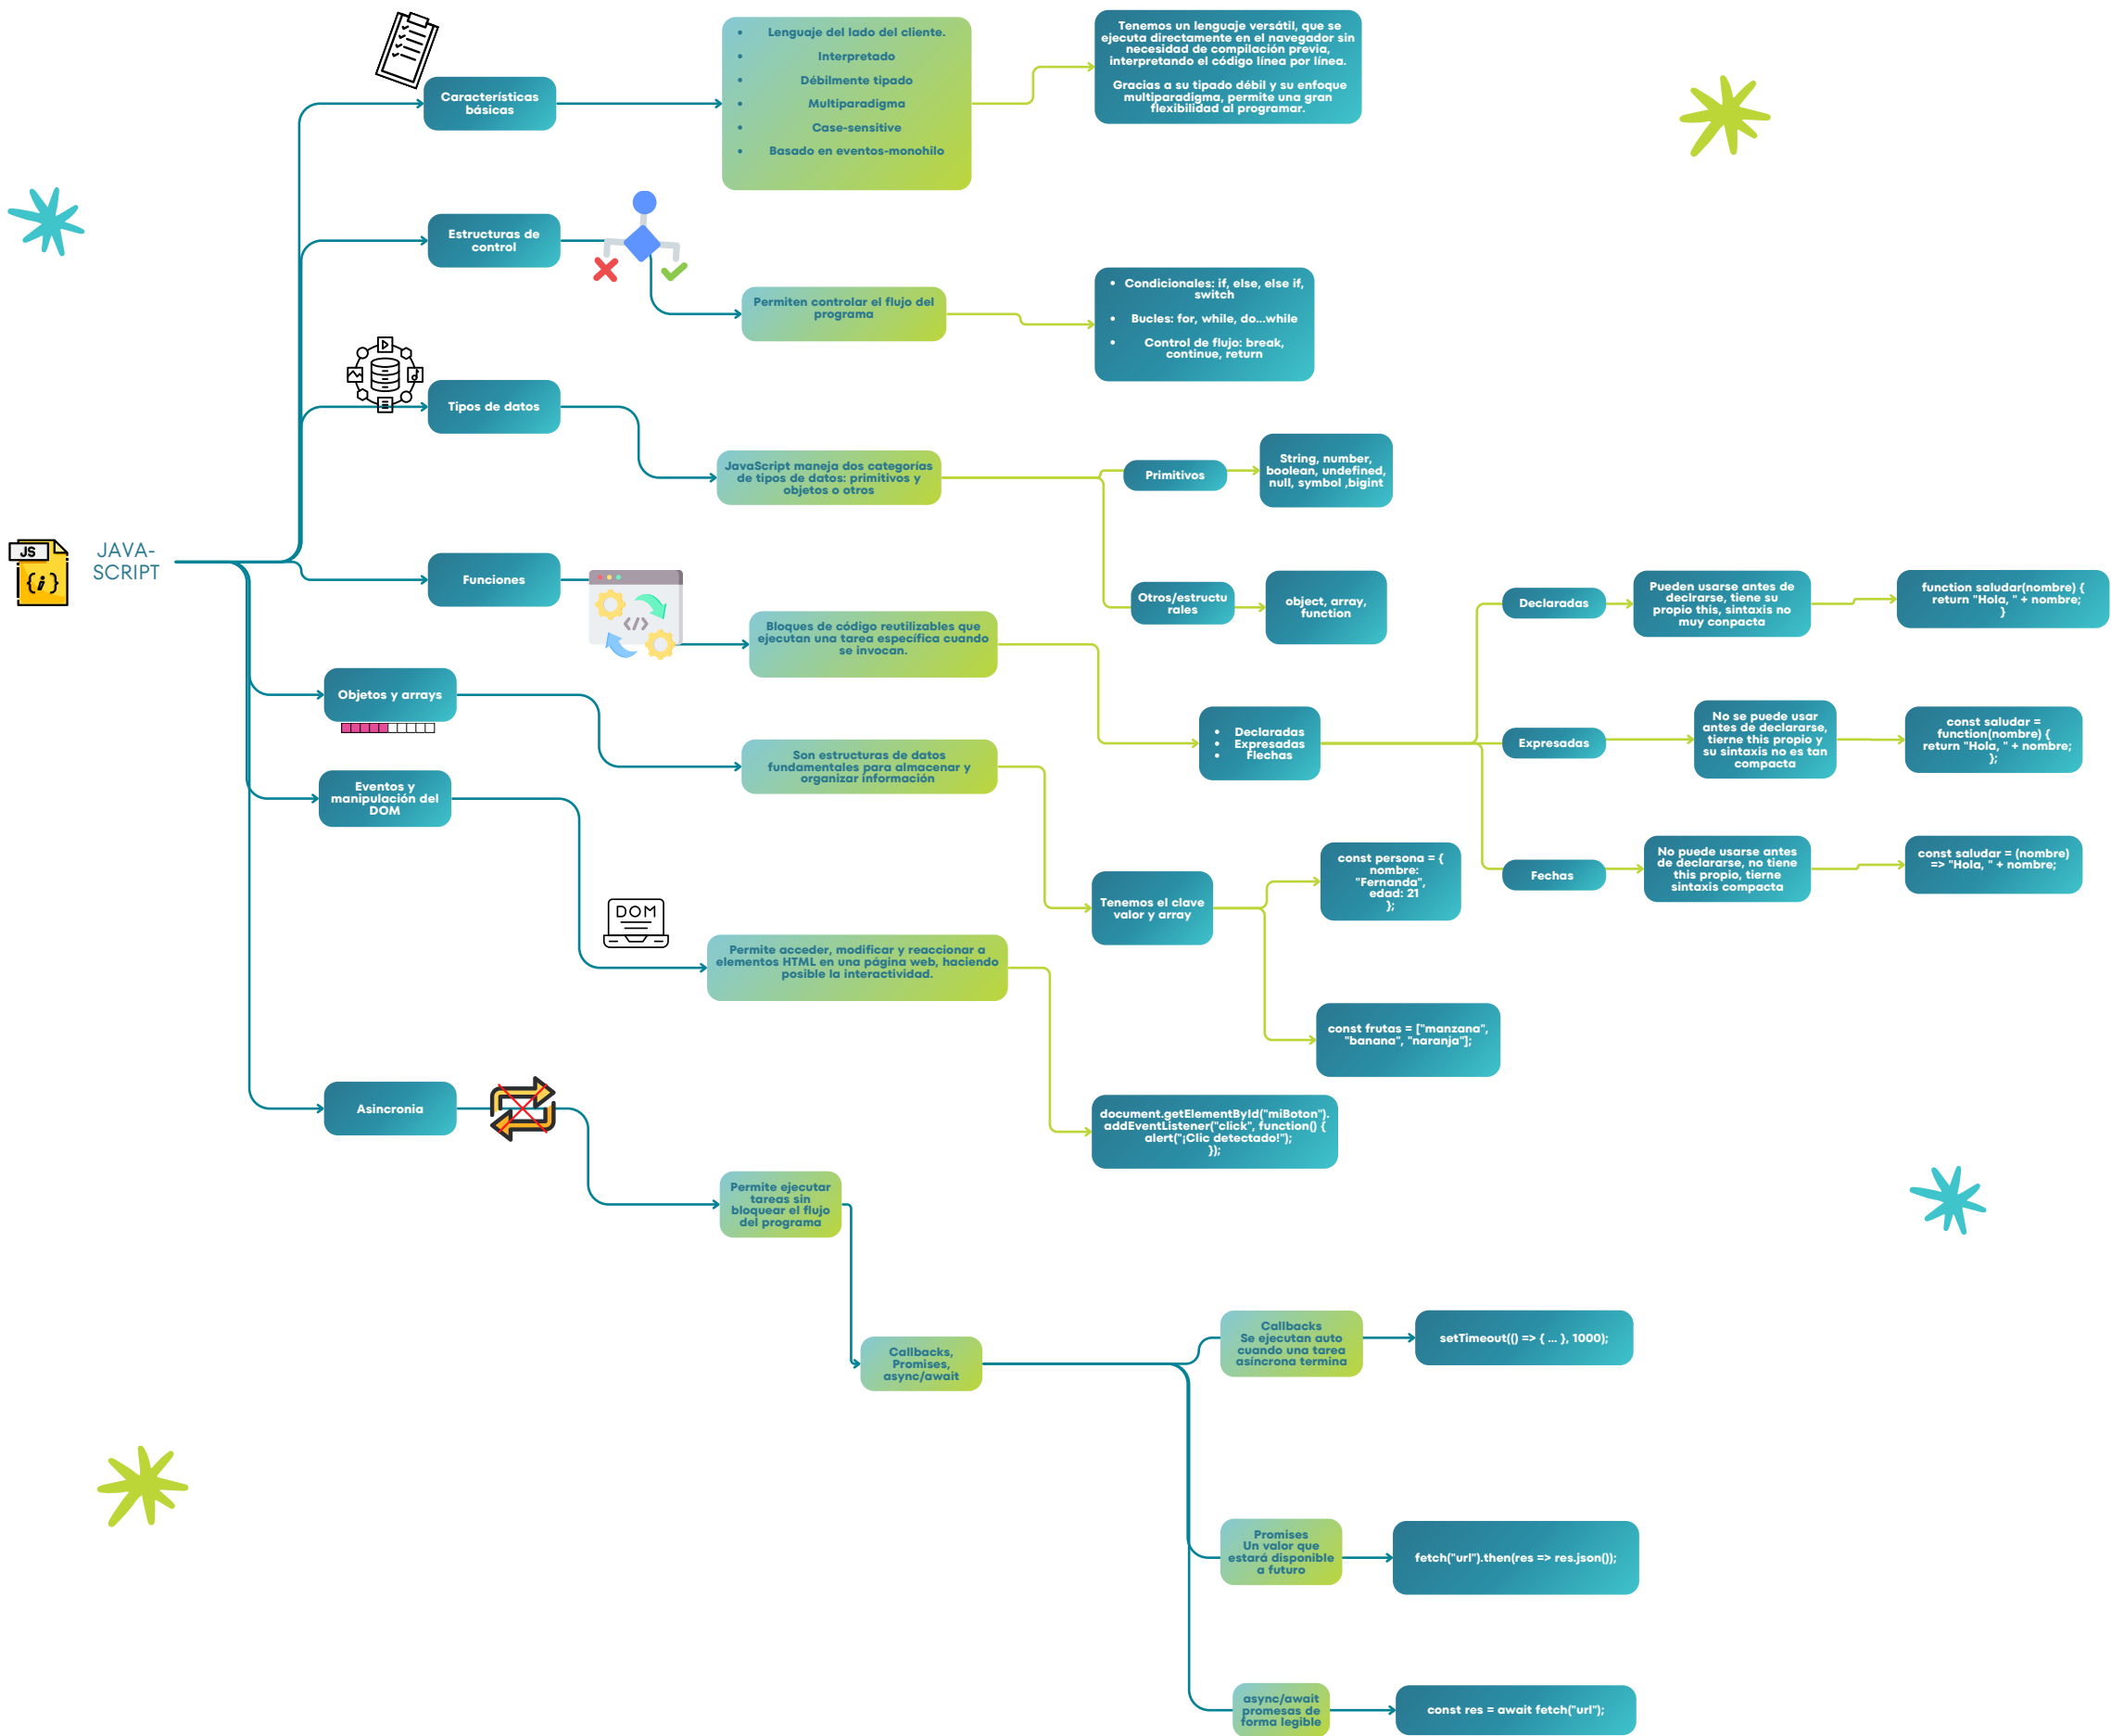 JS
{i}
JAVA-
SCRIPT
Características
básicas
• Lenguaje del lado del cliente.
• Interpretado
• Débilmente tipado
• Multiparadigma
• Case-sensitive
• Basado en eventos-monohilo
Tenemos un lenguaje versátil, que se
ejecuta directamente en el navegador sin
necesidad de compilación previa,
interpretando el código línea por línea.
Gracias a su tipado débil y su enfoque
multiparadigma, permite una gran
flexibilidad al programar.
Estructuras de
control
Permiten controlar el flujo del
programa
• Condicionales: if, else, else if,
switch
• Bucles: for, while, do...while
• Control de flujo: break,
continue, return
Tipos de datos
JavaScript maneja dos categorías
de tipos de datos: primitivos y
objetos o otros
Primitivos
String, number,
boolean, undefined,
null, symbol ,bigint
Otros/estructu
rales
object, array,
function
Funciones
</>
Bloques de código reutilizables que
ejecutan una tarea específica cuando
se invocan.
• Declaradas
• Expresadas
• Flechas
Declaradas
Pueden usarse antes de
declrarse, tiene su
propio this, sintaxis no
muy conpacta
function saludar(nombre) {
return "Hola, " + nombre;
}
Expresadas
No se puede usar
antes de declararse,
tierne this propio y
su sintaxis no es tan
compacta
const saludar =
function(nombre) {
return "Hola, " + nombre;
};
Fechas
No puede usarse antes
de declararse, no tiene
this propio, tierne
sintaxis compacta
const saludar = (nombre)
=> "Hola, " + nombre;
Objetos y arrays
Son estructuras de datos
fundamentales para almacenar y
organizar información
Tenemos el clave
valor y array
const persona = {
nombre:
"Fernanda",
edad: 21
};
const frutas = ["manzana",
"banana", "naranja"];
Eventos y
manipulación del
DOM
DOM
Permite acceder, modificar y reaccionar a
elementos HTML en una página web, haciendo
posible la interactividad.
document.getElementById("miBoton").
addEventListener("click", function() {
alert("¡Clic detectado!");
});
Asincronia
Permite ejecutar
tareas sin
bloquear el flujo
del programa
Callbacks,
Promises,
async/await
Callbacks
Se ejecutan auto
cuando una tarea
asíncrona termina
setTimeout(() => { ... }, 1000);
Promises
Un valor que
estará disponible
a futuro
fetch("url").then(res => res.json());
async/await
promesas de
forma legible
const res = await fetch("url");